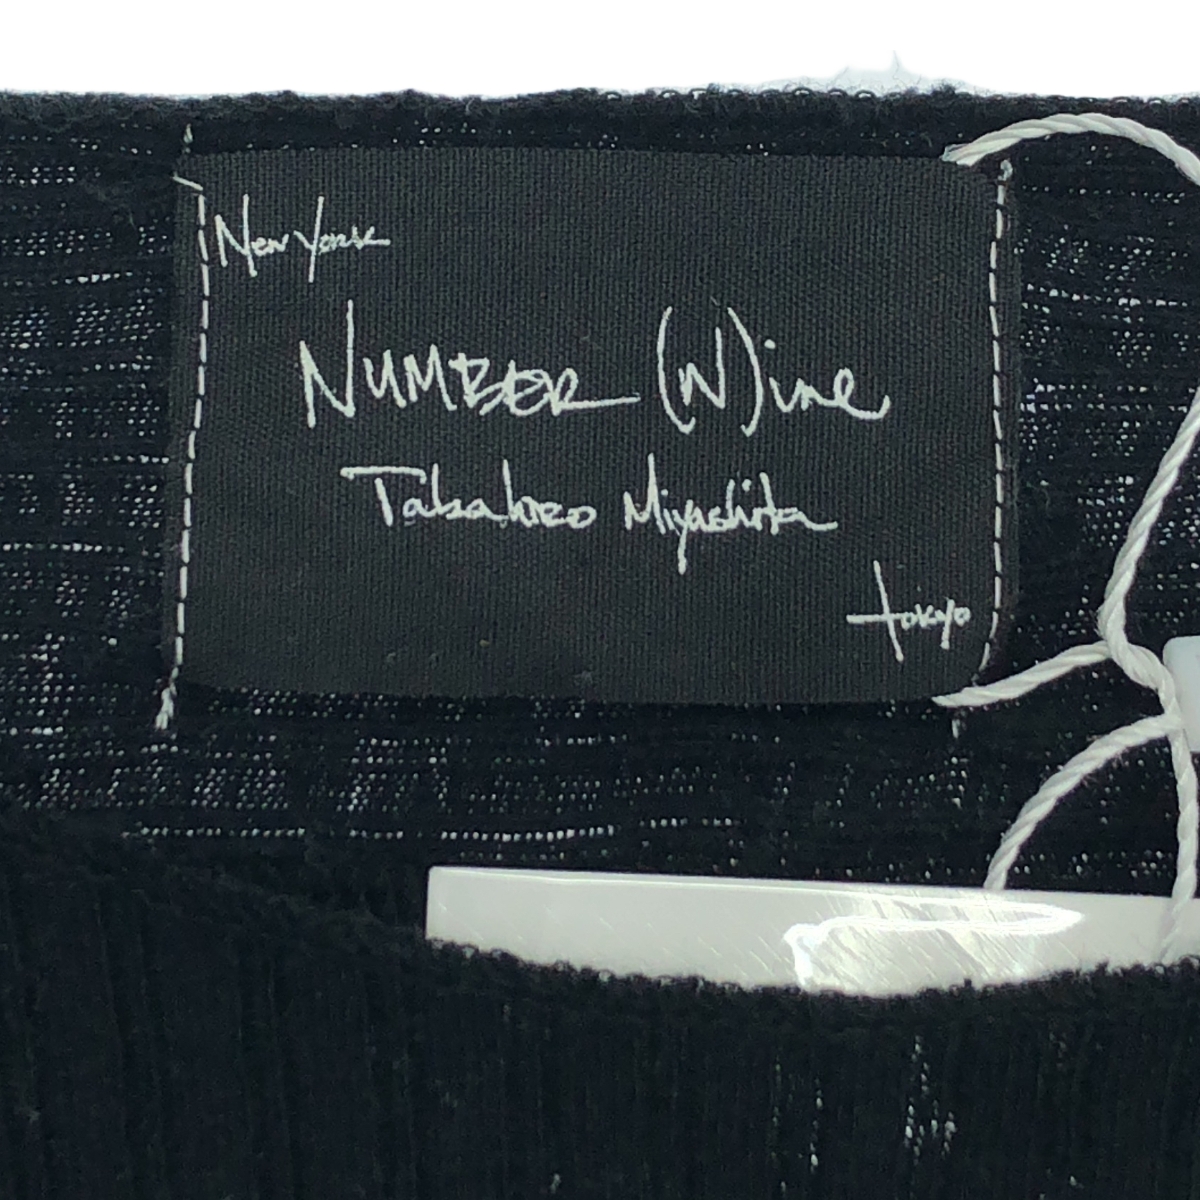 New York
NUMBER (N)ine
Takahiro Miyashita
tokyo